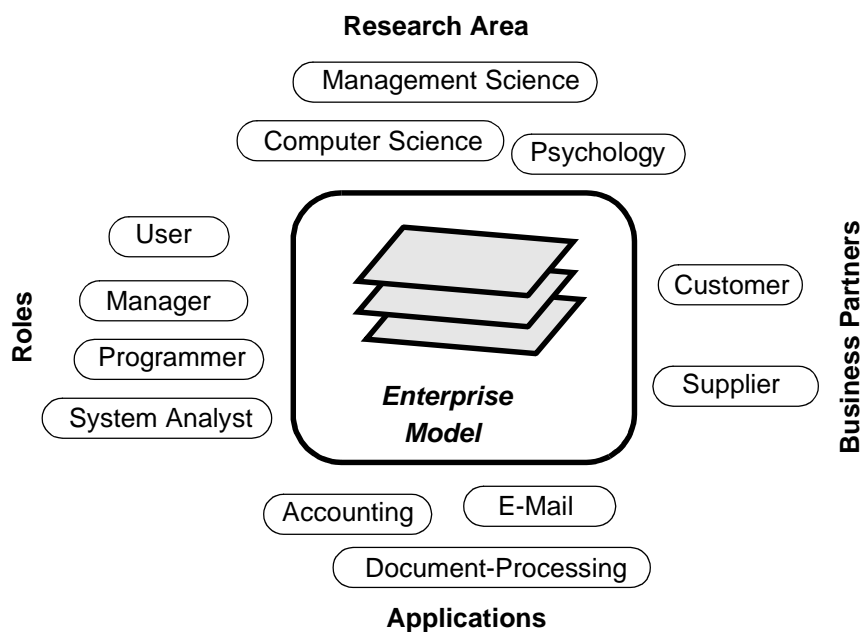 Research Area
Management Science
Computer Science
Psychology
User
Manager
Programmer
System Analyst
Roles
Enterprise
Model
Customer
Supplier
Business Partners
Accounting
E-Mail
Document-Processing
Applications